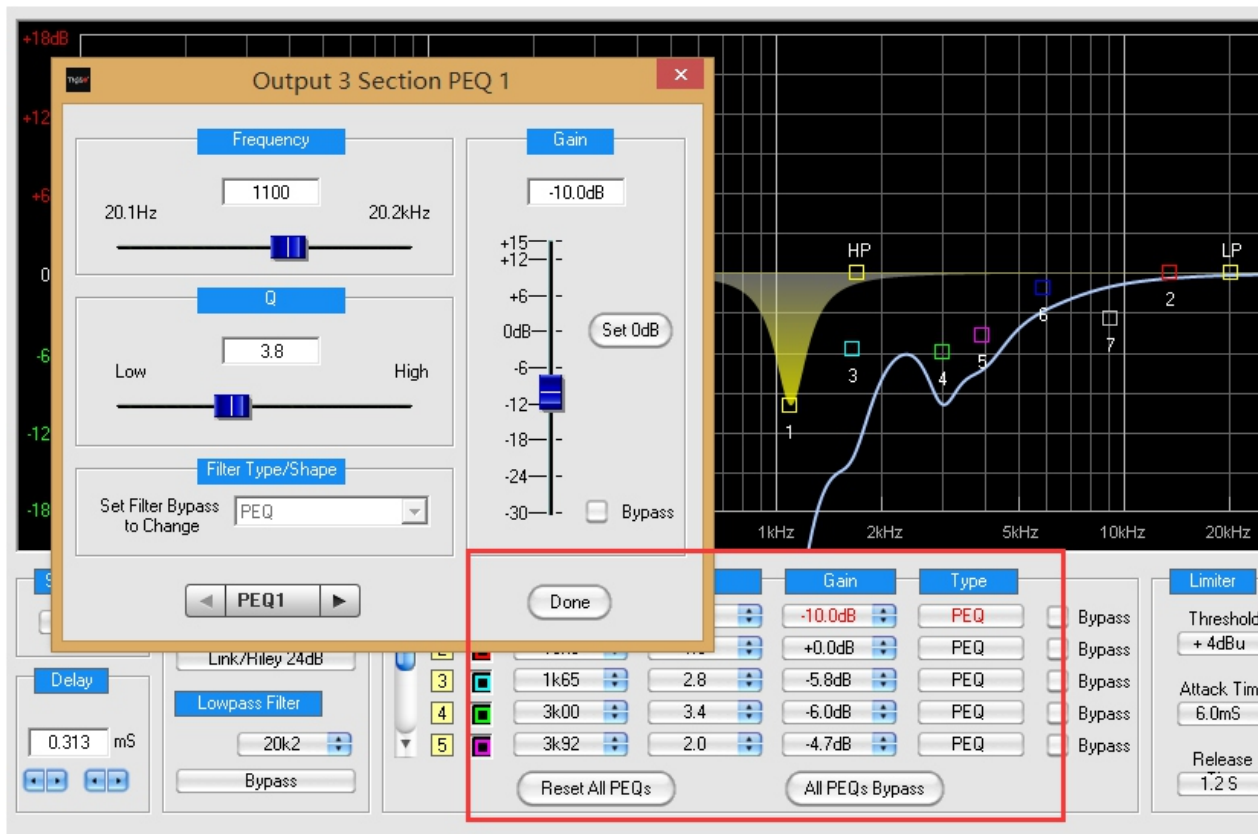 +18dB
Output 3 Section PEQ 1
Frequency
1100
20.1Hz
20.2kHz
Gain
-10.0dB
+15
+12
+6
0dB
-6
-12
-18
-24
-30
Set 0dB
Bypass
Q
3.8
Low
High
Filter Type/Shape
Set Filter Bypass
to Change
PEQ
PEQ1
Done
+12
+6
0
-6
-12
-18
HP
LP
1
2
3
4
5
6
7
1kHz
2kHz
5kHz
10kHz
20kHz
Gain
Type
-10.0dB
PEQ
Bypass
+0.0dB
PEQ
Bypass
3
1k65
2.8
-5.8dB
PEQ
Bypass
4
3k00
3.4
-6.0dB
PEQ
Bypass
5
3k92
2.0
-4.7dB
PEQ
Bypass
Reset All PEQs
All PEQs Bypass
Delay
0.313 mS
Link/Riley 24dB
Lowpass Filter
20k2
Bypass
Limiter
Threshold
+ 4dBu
Attack Tim
6.0mS
Release
1.2 S